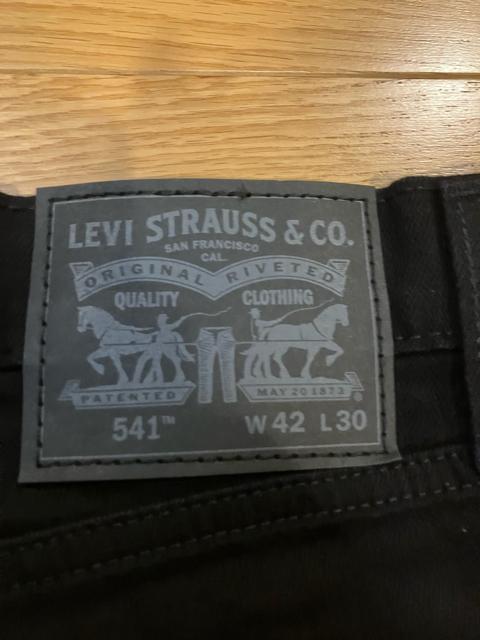 LEVI STRAUSS & CO.
SAN FRANCISCO
CAL.
ORIGINAL RIVETED
QUALITY CLOTHING
PATENTED MAY 20 1873 ®
541™ W 42 L 30